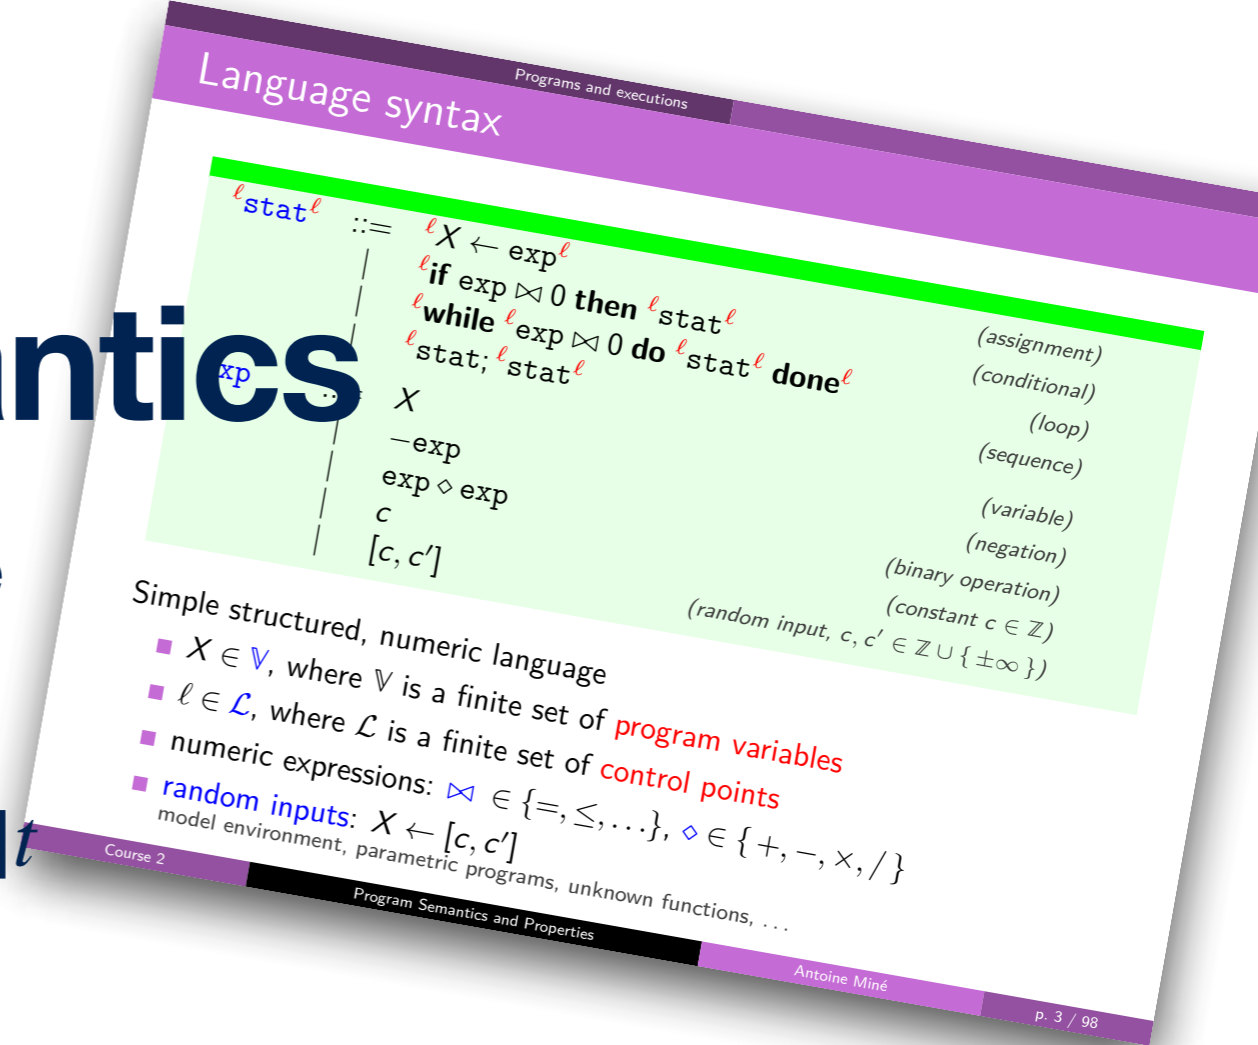 Programs and executions
Language syntax
ℓstatℓ ::= ℓX ← expℓ (assignment)
| ℓif exp ⋈ 0 then ℓstatℓ (conditional)
| ℓwhile ℓexp ⋈ 0 do ℓstatℓ doneℓ (loop)
| ℓstat; ℓstatℓ (sequence)
xp ::= X (variable)
| −exp (negation)
| exp ⋄ exp (binary operation)
| c (constant c ∈ ℤ)
| [c, c′] (random input, c, c′ ∈ ℤ ∪ { ±∞ })
antics
Simple structured, numeric language
■ X ∈ 𝕍, where 𝕍 is a finite set of program variables
■ ℓ ∈ ℒ, where ℒ is a finite set of control points
■ numeric expressions: ⋈ ∈ {=, ≤, ...}, ⋄ ∈ { +, −, ×, / }
■ random inputs: X ← [c, c′]
model environment, parametric programs, unknown functions, ...
t
Course 2
Program Semantics and Properties
Antoine Miné
p. 3 / 98